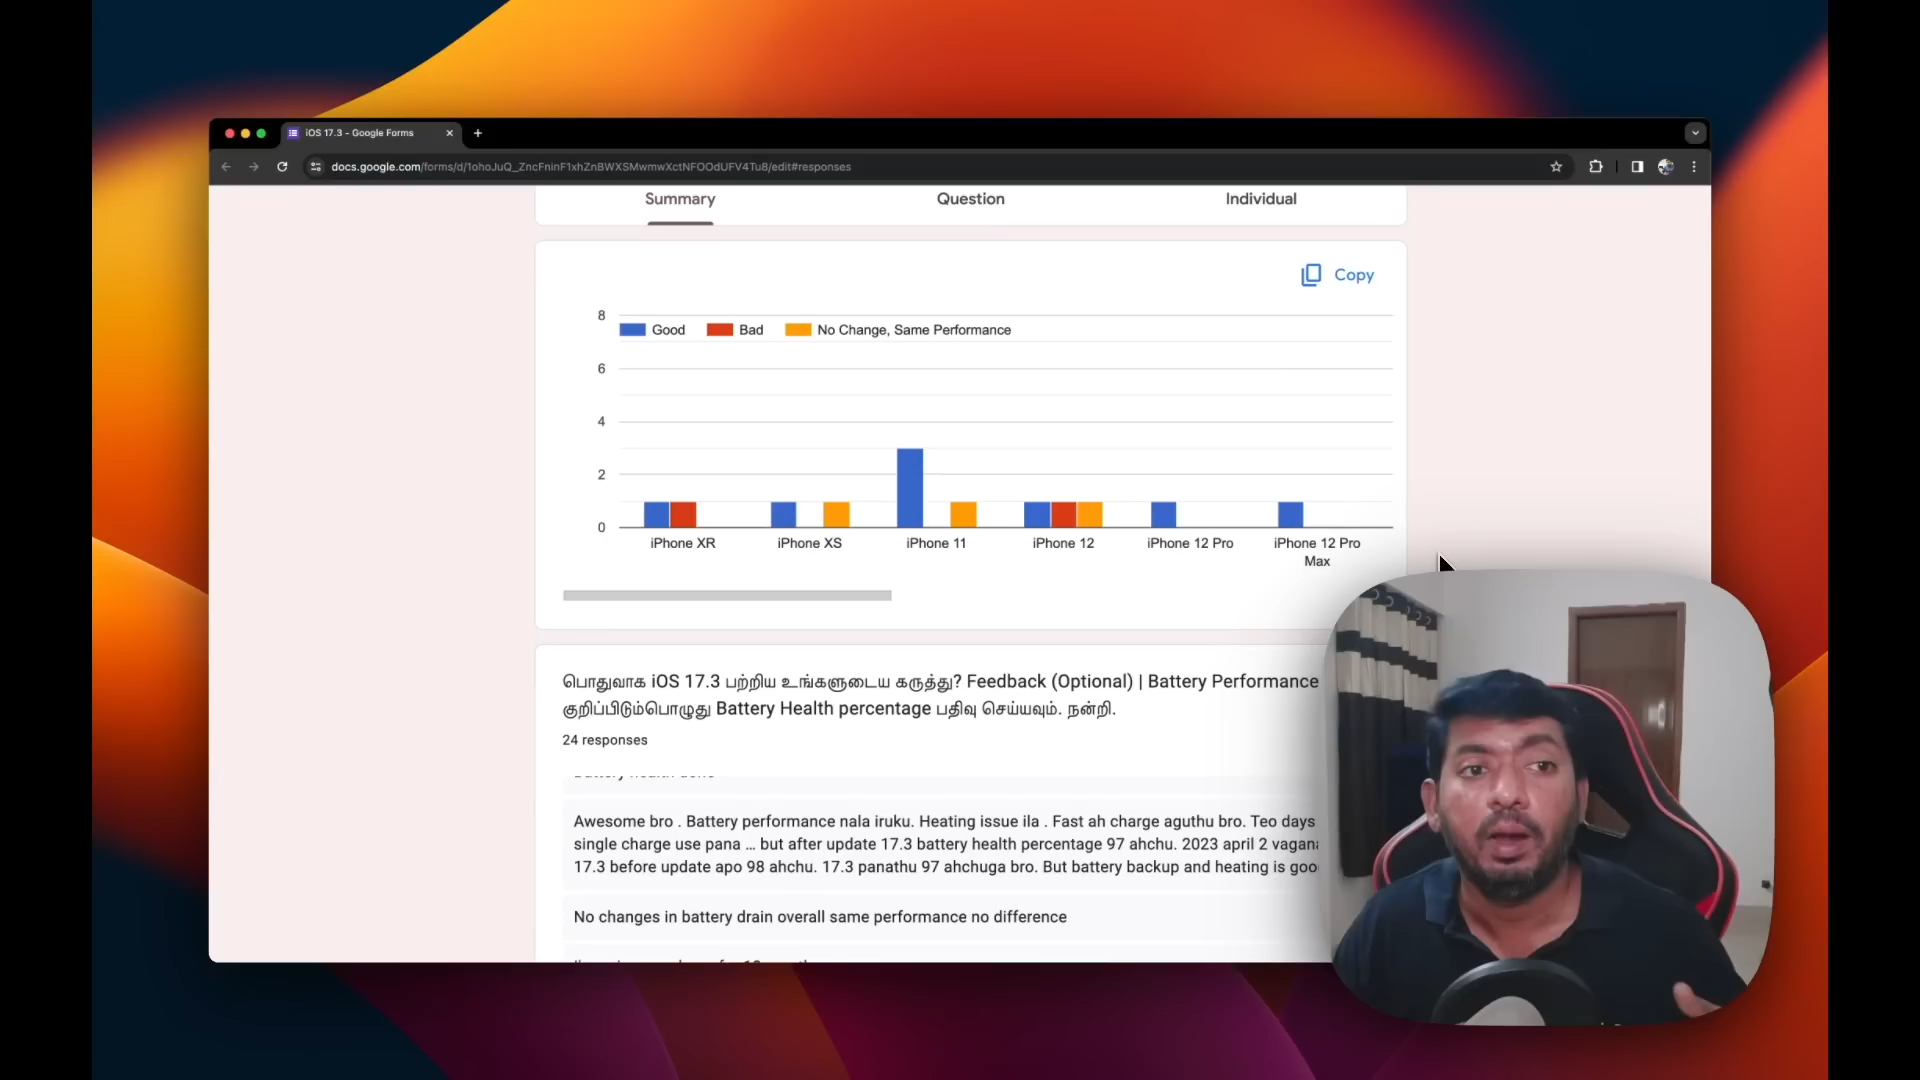 iOS 17.3 - Google Forms
docs.google.com/forms/d/1ohoJuQ_ZncFninF1xhZnBWXSMwmwXctNFOOdUFV4Tu8/edit#responses
Summary Question Individual
Copy
8
Good Bad No Change, Same Performance
6
4
2
0
iPhone XR iPhone XS iPhone 11 iPhone 12 iPhone 12 Pro iPhone 12 Pro
Max
பொதுவாக iOS 17.3 பற்றிய உங்களுடைய கருத்து? Feedback (Optional) | Battery Performance
குறிப்பிடும்பொழுது Battery Health percentage பதிவு செய்யவும். நன்றி.
24 responses
Awesome bro . Battery performance nala iruku. Heating issue ila . Fast ah charge aguthu bro. Teo days
single charge use pana ... but after update 17.3 battery health percentage 97 ahchu. 2023 april 2
17.3 before update apo 98 ahchu. 17.3 panathu 97 ahchuga bro. But battery backup and heating is
No changes in battery drain overall same performance no difference